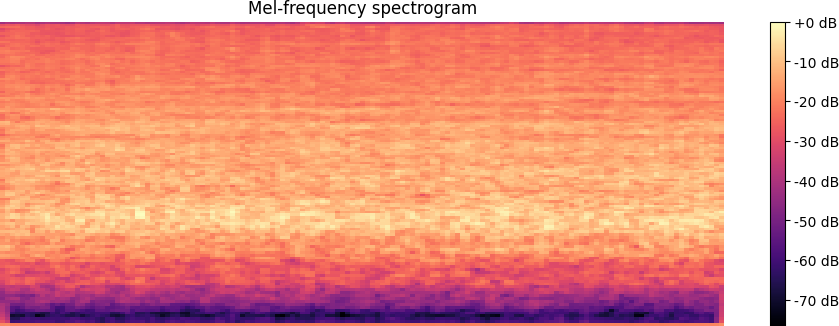 Mel-frequency spectrogram
+0 dB
-10 dB
-20 dB
-30 dB
-40 dB
-50 dB
-60 dB
-70 dB